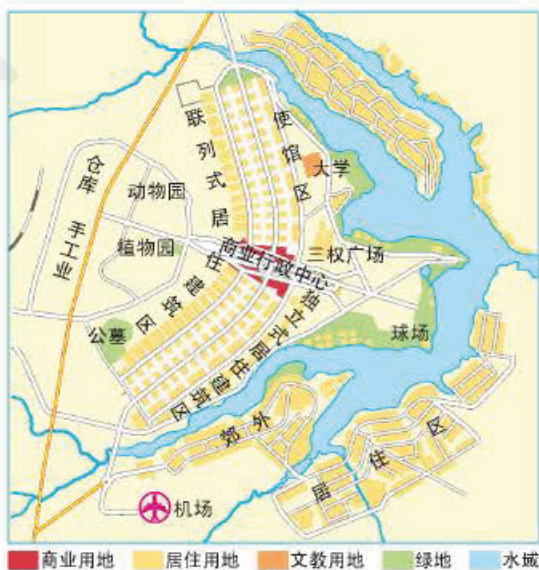 联列式居住建筑区
使馆区
大学
仓库
动物园
手工业
植物园
商业行政中心
三权广场
独立式居住建筑区
公墓
球场
郊外居住区
机场
商业用地
居住用地
文教用地
绿地
水域